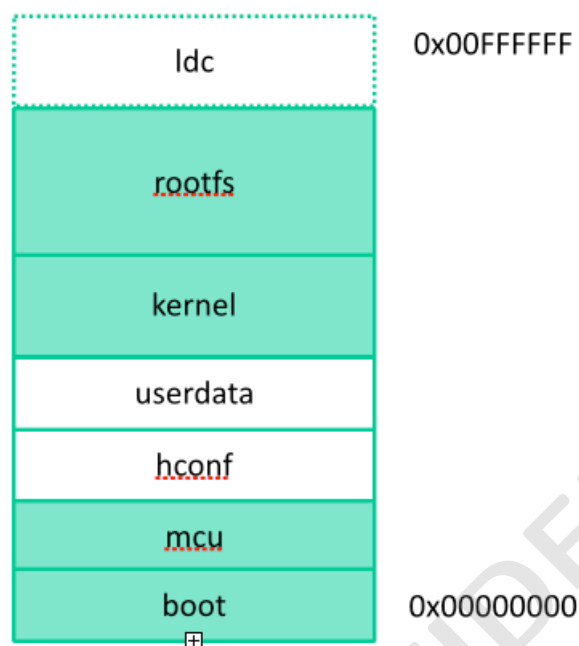 ldc
0x00FFFFFF
rootfs
kernel
userdata
hconf
mcu
boot
0x00000000